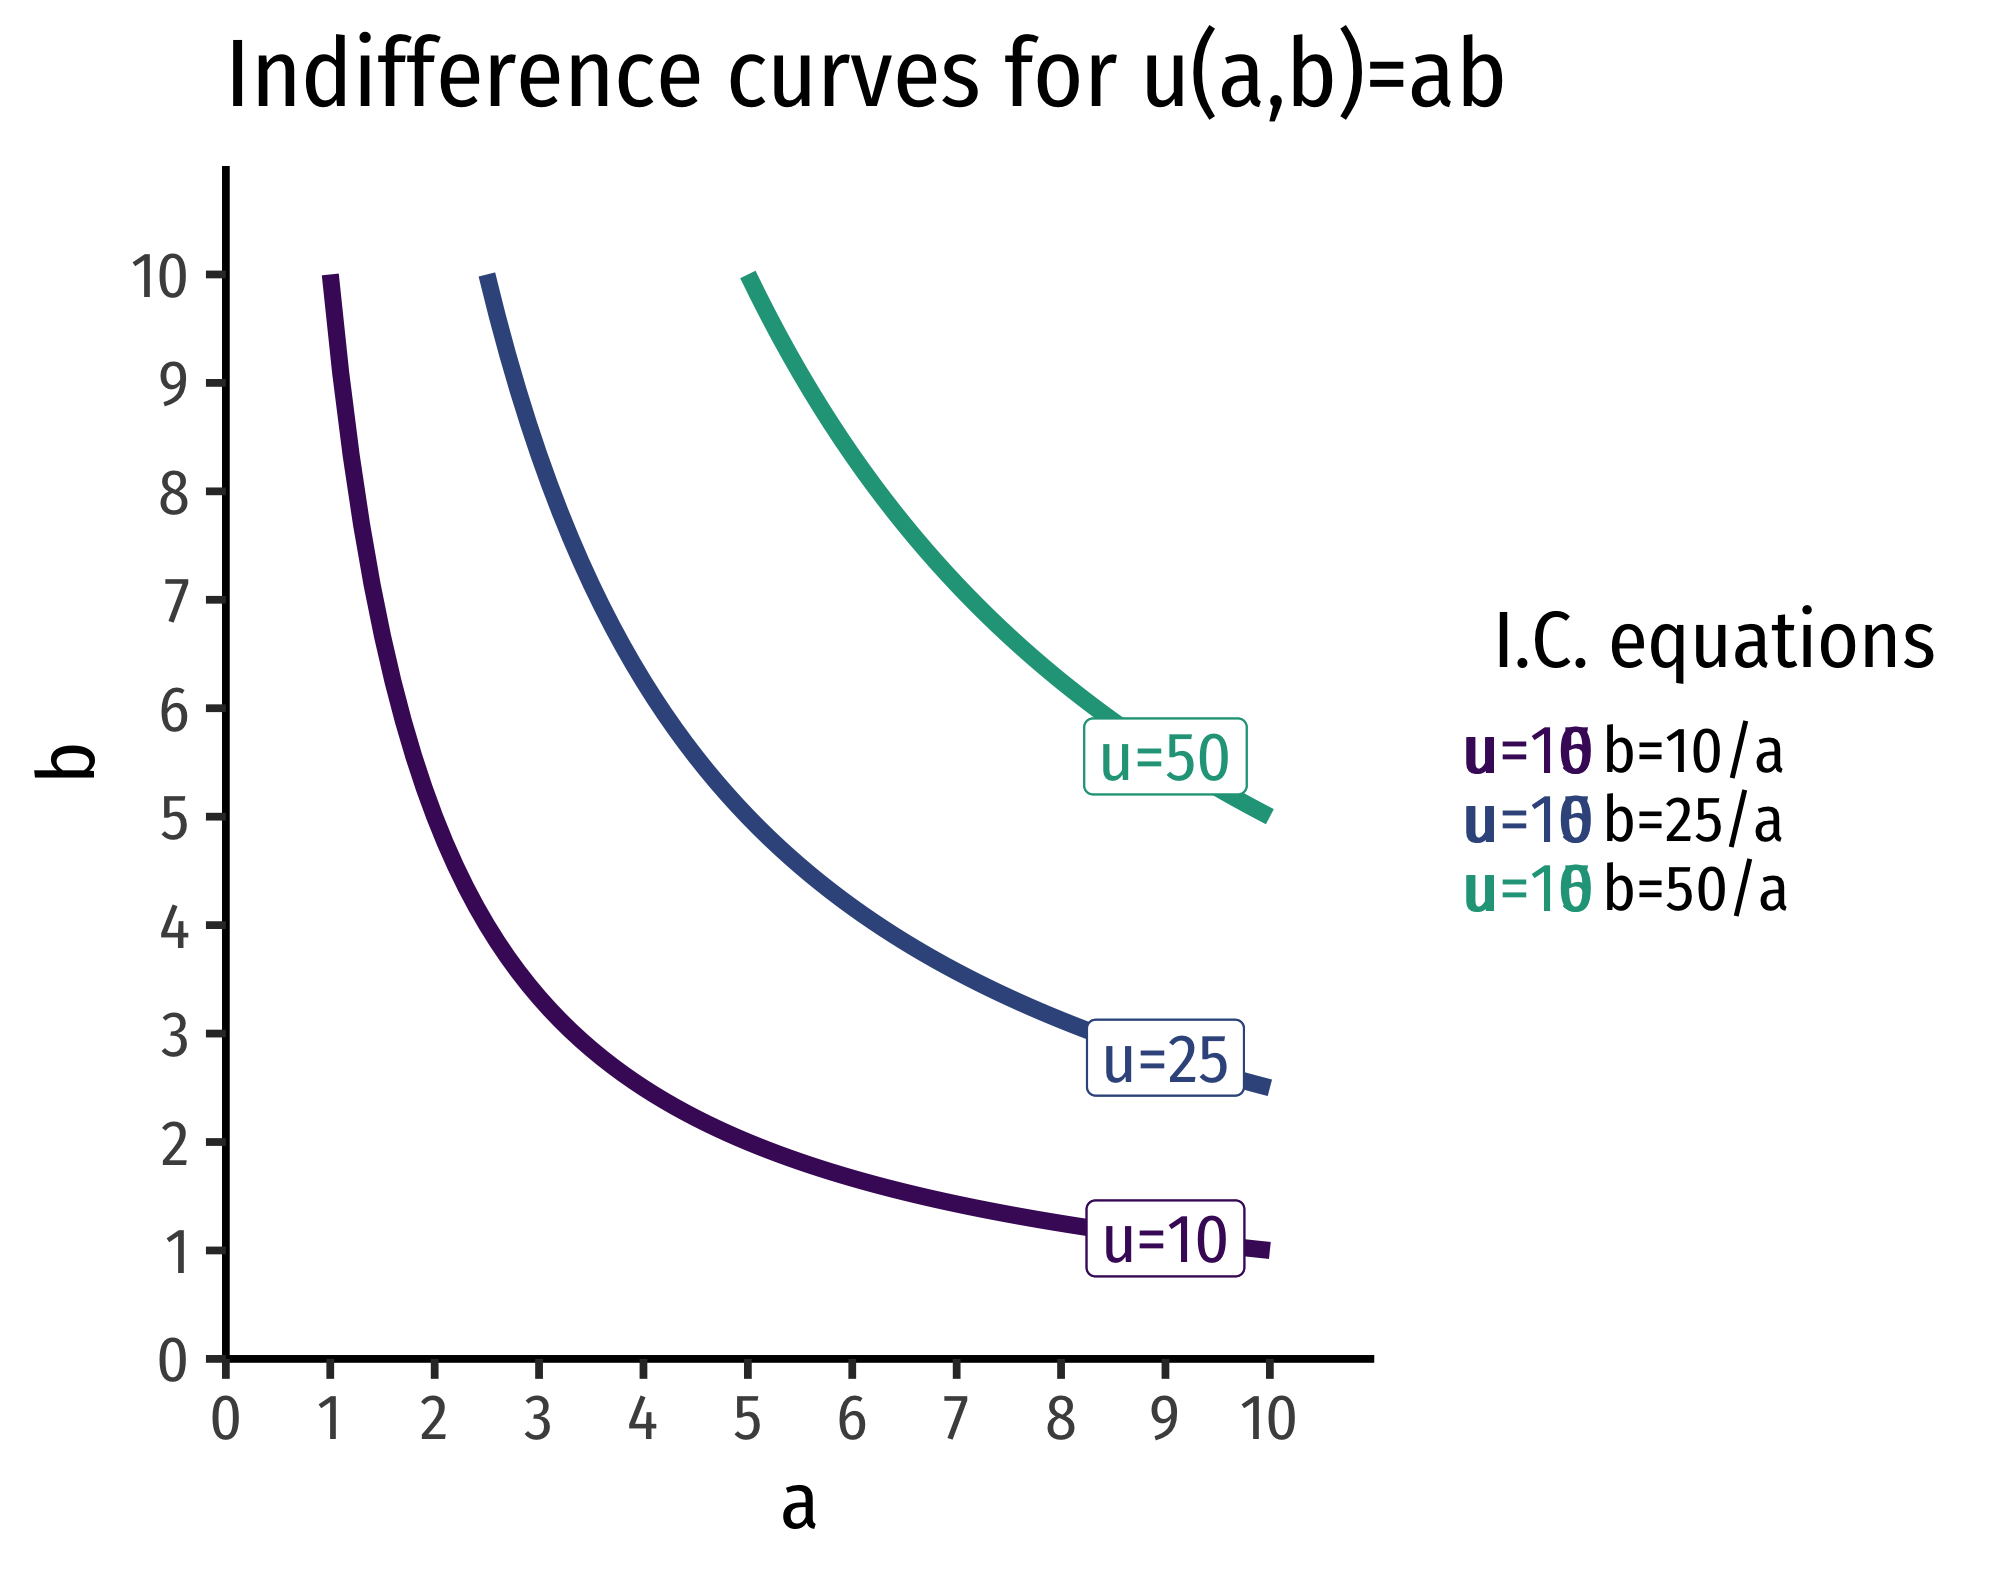 Indifference curves for u(a,b)=ab
10
9
8
7
6
5
4
3
2
1
0
b
u=50
u=25
u=10
0 1 2 3 4 5 6 7 8 9 10
a
I.C. equations
b=10/a
b=25/a
b=50/a